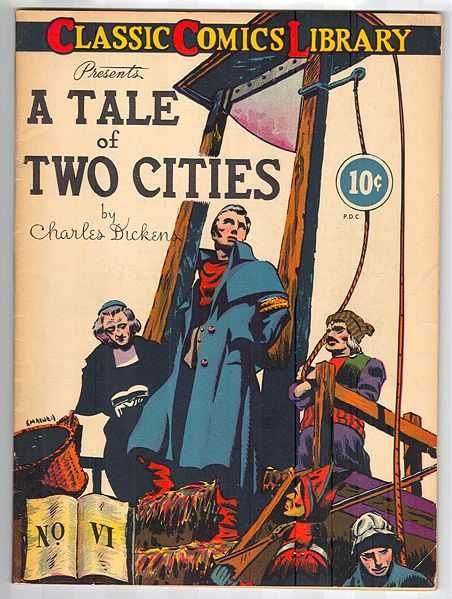 CLASSIC COMICS LIBRARY
Presents
A TALE
of
TWO CITIES
by
Charles Dickens
10¢
P.D.C.
No VI